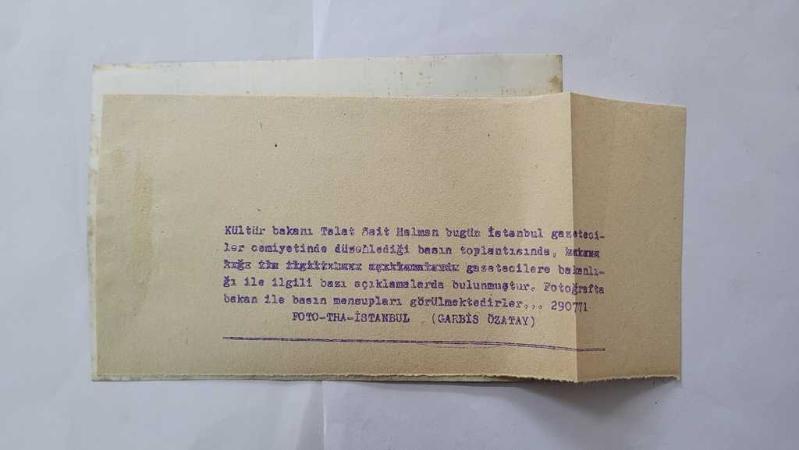 Kültür bakanı Talat Sait Halman bugün İstanbul gazeteci-
ler cemiyetinde düzenlediği basın toplantısında,
gazetecilere bakanlı-
ğı ile ilgili bazı açıklamalarda bulunmuştur. Fotoğrafta
bakan ile basın mensupları görülmektedirler... 290771
FOTO-THA-İSTANBUL (GARBİS ÖZATAY)